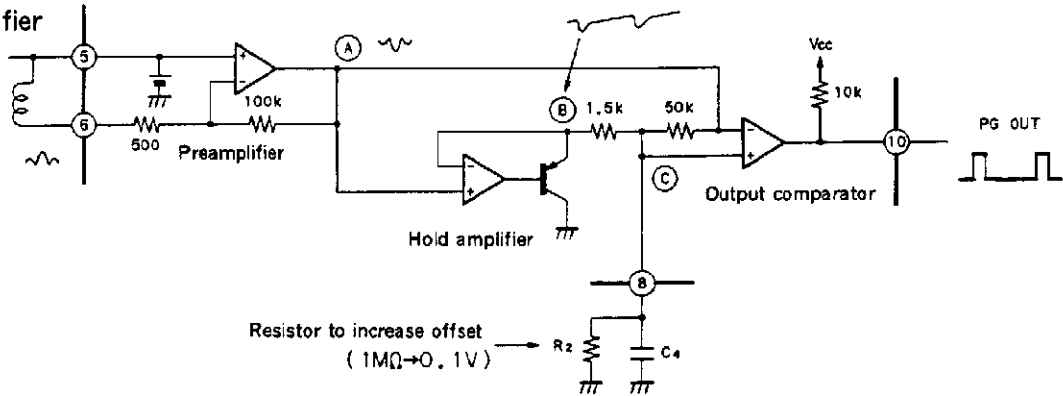 fier
5
+
−
6
500
100k
Preamplifier
A
B
1.5k
50k
−
+
Hold amplifier
C
−
+
Output comparator
Vcc
10k
10
PG OUT
8
Resistor to increase offset
(1MΩ→0.1V)
R2
C4